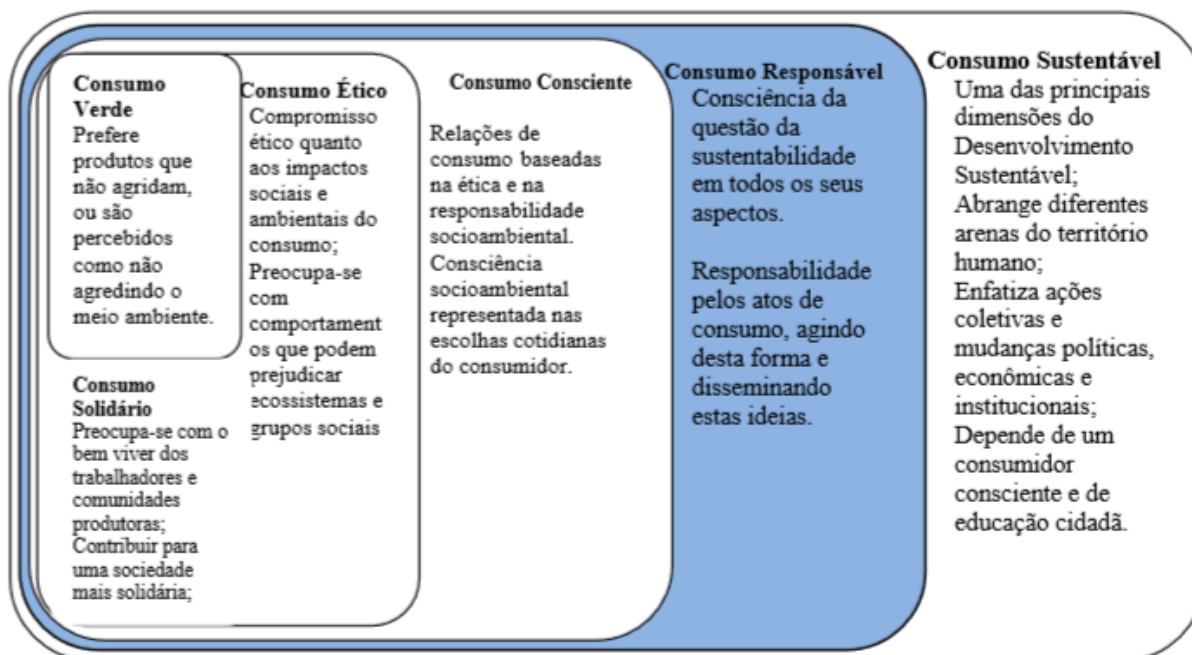 Consumo
Verde
Prefere
produtos que
não agridam,
ou são
percebidos
como não
agredindo o
meio ambiente.
Consumo
Solidário
Preocupa-se com o
bem viver dos
trabalhadores e
comunidades
produtoras;
Contribuir para
uma sociedade
mais solidária;
Consumo Ético
Compromisso
ético quanto
aos impactos
sociais e
ambientais do
consumo;
Preocupa-se
com
comportament
os que podem
prejudicar
ecossistemas e
grupos sociais
Consumo Consciente
Relações de
consumo baseadas
na ética e na
responsabilidade
socioambiental.
Consciência
socioambiental
representada nas
escolhas cotidianas
do consumidor.
Consumo Responsável
Consciência da
questão da
sustentabilidade
em todos os seus
aspectos.
Responsabilidade
pelos atos de
consumo, agindo
desta forma e
disseminando
estas ideias.
Consumo Sustentável
Uma das principais
dimensões do
Desenvolvimento
Sustentável;
Abrange diferentes
arenas do território
humano;
Enfatiza ações
coletivas e
mudanças políticas,
econômicas e
institucionais;
Depende de um
consumidor
consciente e de
educação cidadã.